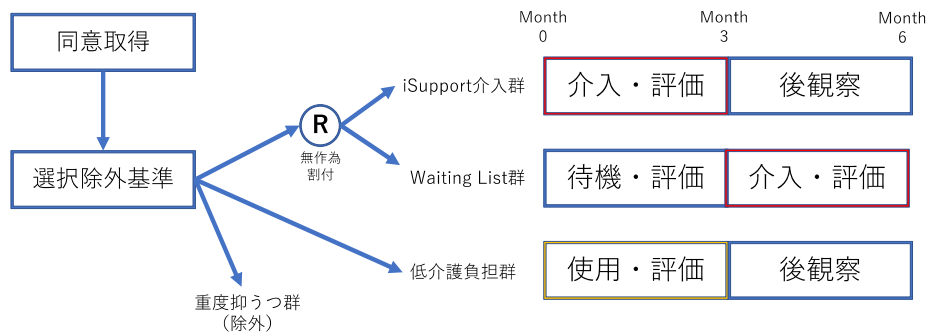 同意取得
選択除外基準
重度抑うつ群
（除外）
R
無作為
割付
iSupport介入群
Waiting List群
低介護負担群
Month
0
Month
3
Month
6
介入・評価
後観察
待機・評価
介入・評価
使用・評価
後観察